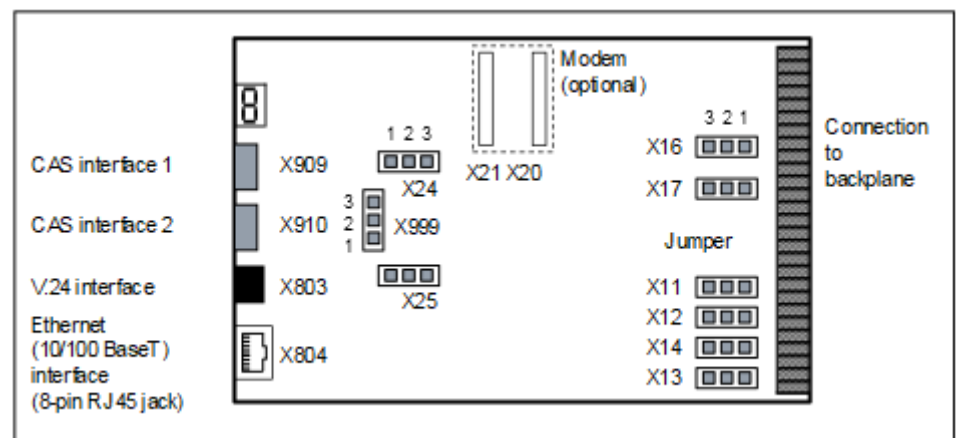 Modem
(optional)
8
1 2 3
3 2 1
Connection
to
backplane
CAS interface 1
X909
X24
X21 X20
X16
X17
CAS interface 2
X910
3
2
1
X999
Jumper
V.24 interface
X803
X25
X11
X12
X14
X13
Ethernet
(10/100 BaseT)
interface
(8-pin RJ45 jack)
X804